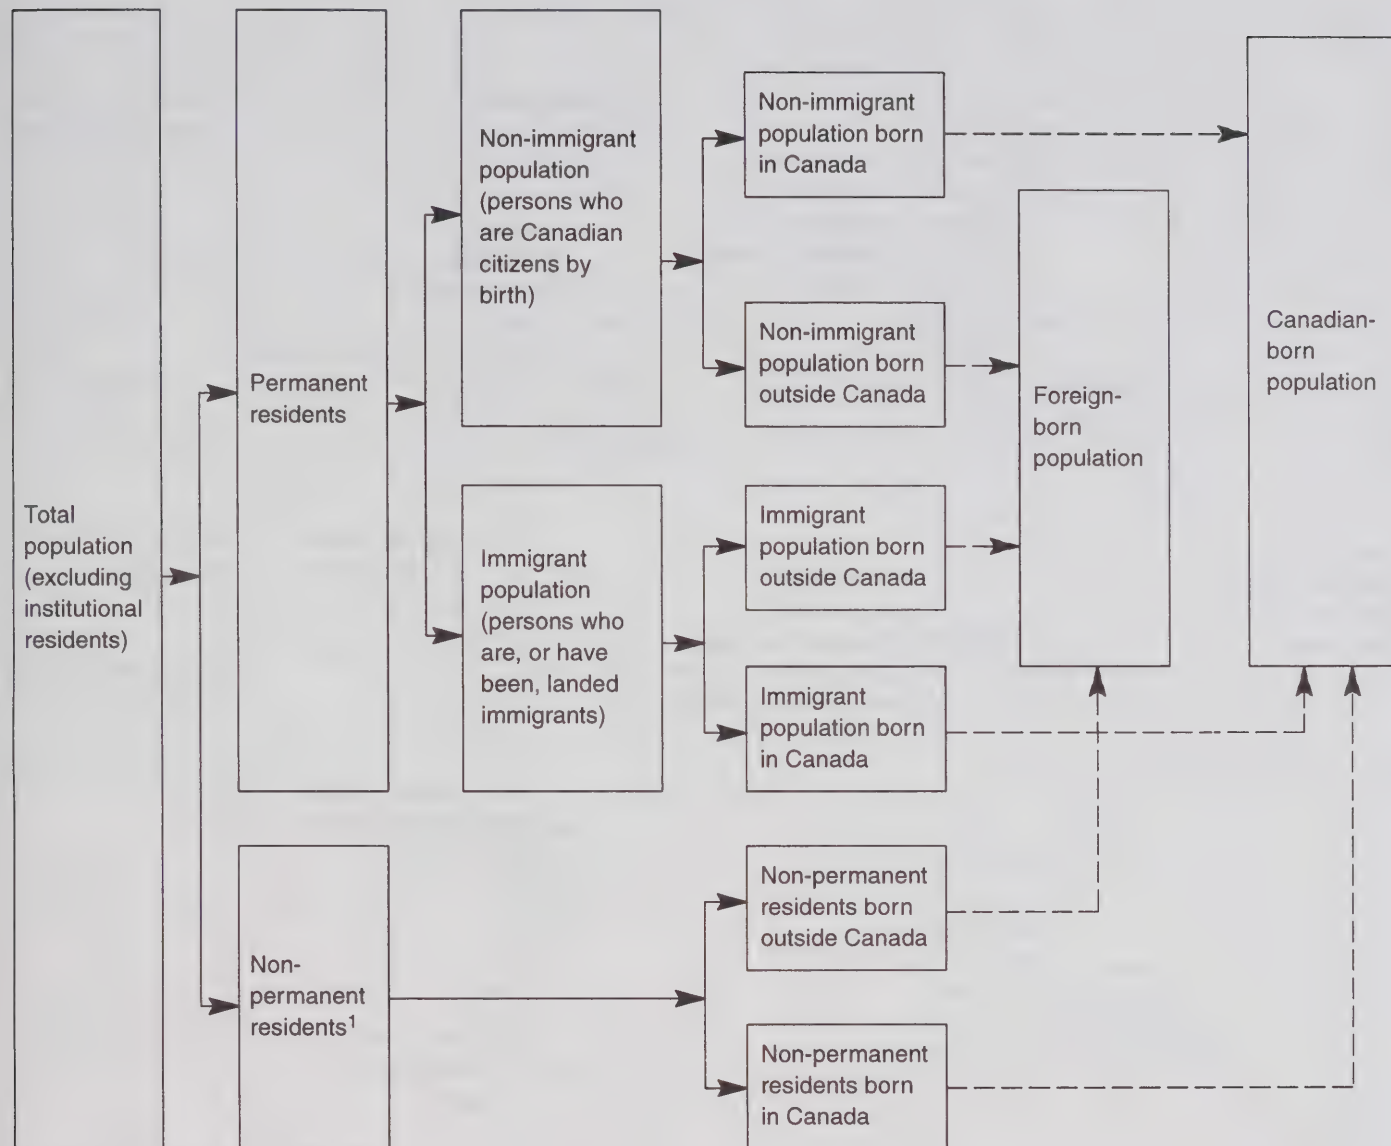 Total
population
(excluding
institutional
residents)
Permanent
residents
Non-
permanent
residents1
Non-immigrant
population
(persons who
are Canadian
citizens by
birth)
Immigrant
population
(persons who
are, or have
been, landed
immigrants)
Non-immigrant
population born
in Canada
Non-immigrant
population born
outside Canada
Immigrant
population born
outside Canada
Immigrant
population born
in Canada
Non-permanent
residents born
outside Canada
Non-permanent
residents born
in Canada
Foreign-
born
population
Canadian-
born
population